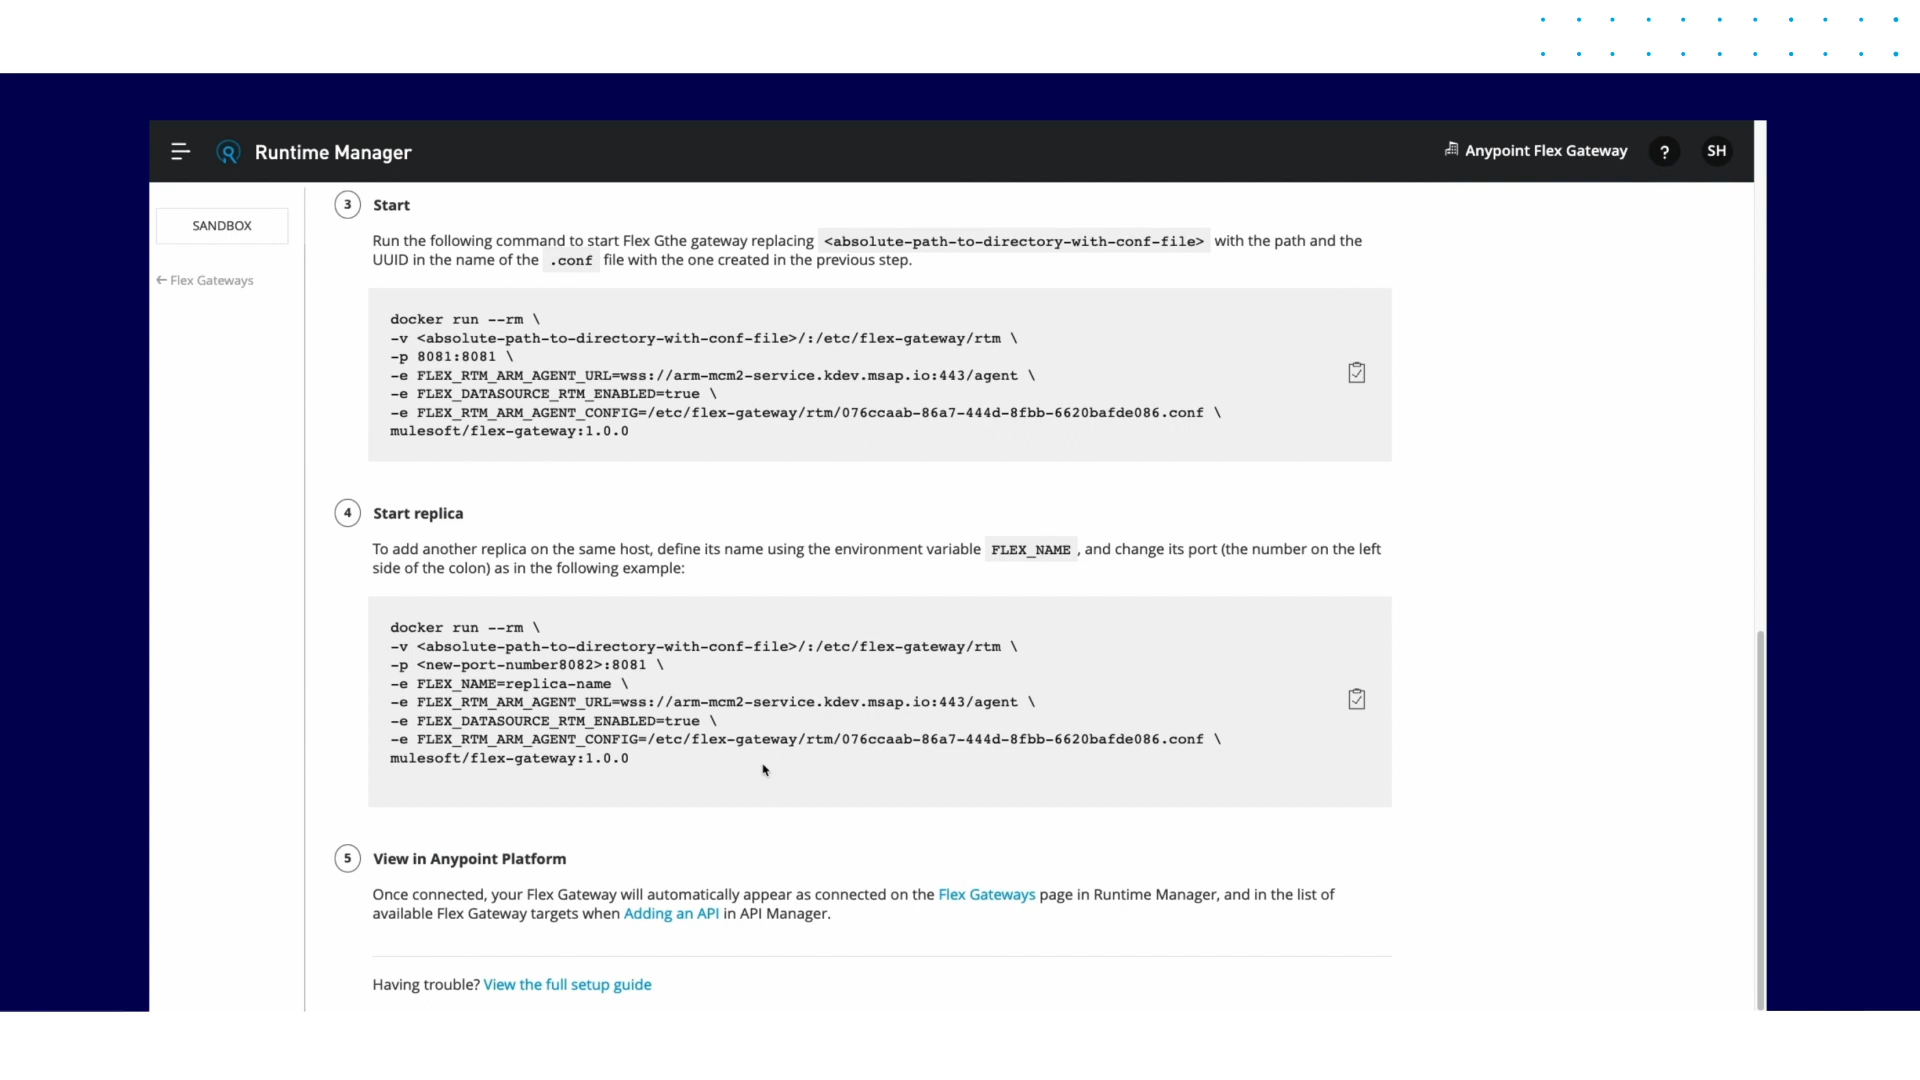 Runtime Manager
Anypoint Flex Gateway
?
SH
SANDBOX
← Flex Gateways
3 Start
Run the following command to start Flex Gthe gateway replacing <absolute-path-to-directory-with-conf-file> with the path and the
UUID in the name of the .conf file with the one created in the previous step.
docker run --rm \
-v <absolute-path-to-directory-with-conf-file>/:/etc/flex-gateway/rtm \
-p 8081:8081 \
-e FLEX_RTM_ARM_AGENT_URL=wss://arm-mcm2-service.kdev.msap.io:443/agent \
-e FLEX_DATASOURCE_RTM_ENABLED=true \
-e FLEX_RTM_ARM_AGENT_CONFIG=/etc/flex-gateway/rtm/076ccaab-86a7-444d-8fbb-6620bafde086.conf \
mulesoft/flex-gateway:1.0.0
4 Start replica
To add another replica on the same host, define its name using the environment variable FLEX_NAME , and change its port (the number on the left
side of the colon) as in the following example:
docker run --rm \
-v <absolute-path-to-directory-with-conf-file>/:/etc/flex-gateway/rtm \
-p <new-port-number8082>:8081 \
-e FLEX_NAME=replica-name \
-e FLEX_RTM_ARM_AGENT_URL=wss://arm-mcm2-service.kdev.msap.io:443/agent \
-e FLEX_DATASOURCE_RTM_ENABLED=true \
-e FLEX_RTM_ARM_AGENT_CONFIG=/etc/flex-gateway/rtm/076ccaab-86a7-444d-8fbb-6620bafde086.conf \
mulesoft/flex-gateway:1.0.0
5 View in Anypoint Platform
Once connected, your Flex Gateway will automatically appear as connected on the Flex Gateways page in Runtime Manager, and in the list of
available Flex Gateway targets when Adding an API in API Manager.
Having trouble? View the full setup guide